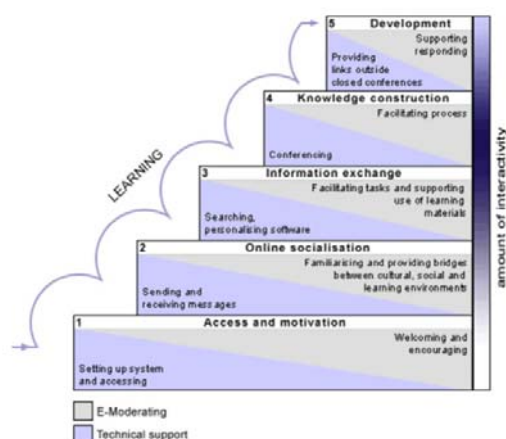 5 Development
Supporting
responding
Providing
links outside
closed conferences
4 Knowledge construction
Facilitating process
Conferencing
3 Information exchange
Facilitating tasks and supporting
use of learning
materials
Searching,
personalising software
2 Online socialisation
Familiarising and providing bridges
between cultural, social and
learning environments
Sending and
receiving messages
1 Access and motivation
Welcoming and
encouraging
Setting up system
and accessing
LEARNING
amount of interactivity
E-Moderating
Technical support